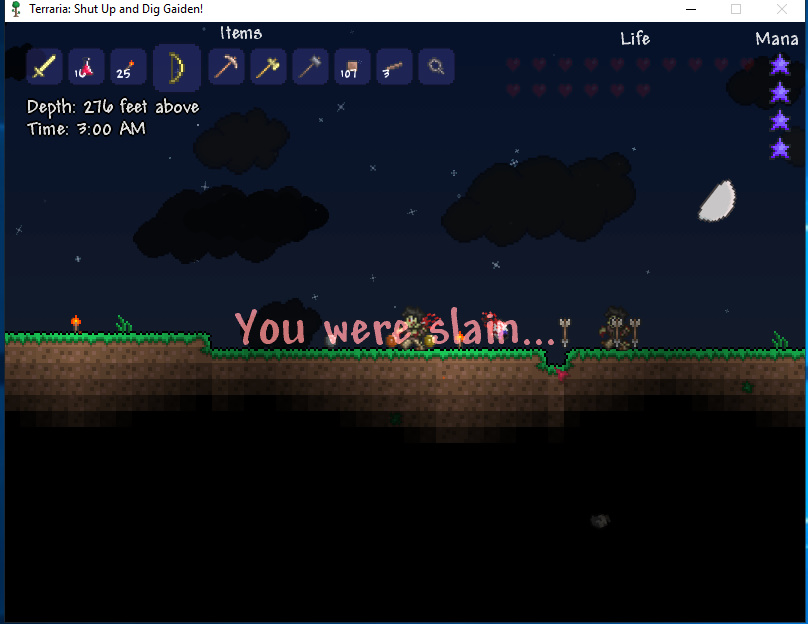 Terraria: Shut Up and Dig Gaiden!
Items
Life
Mana
16
25
107
3
Depth: 276 feet above
Time: 3:00 AM
You were slain...